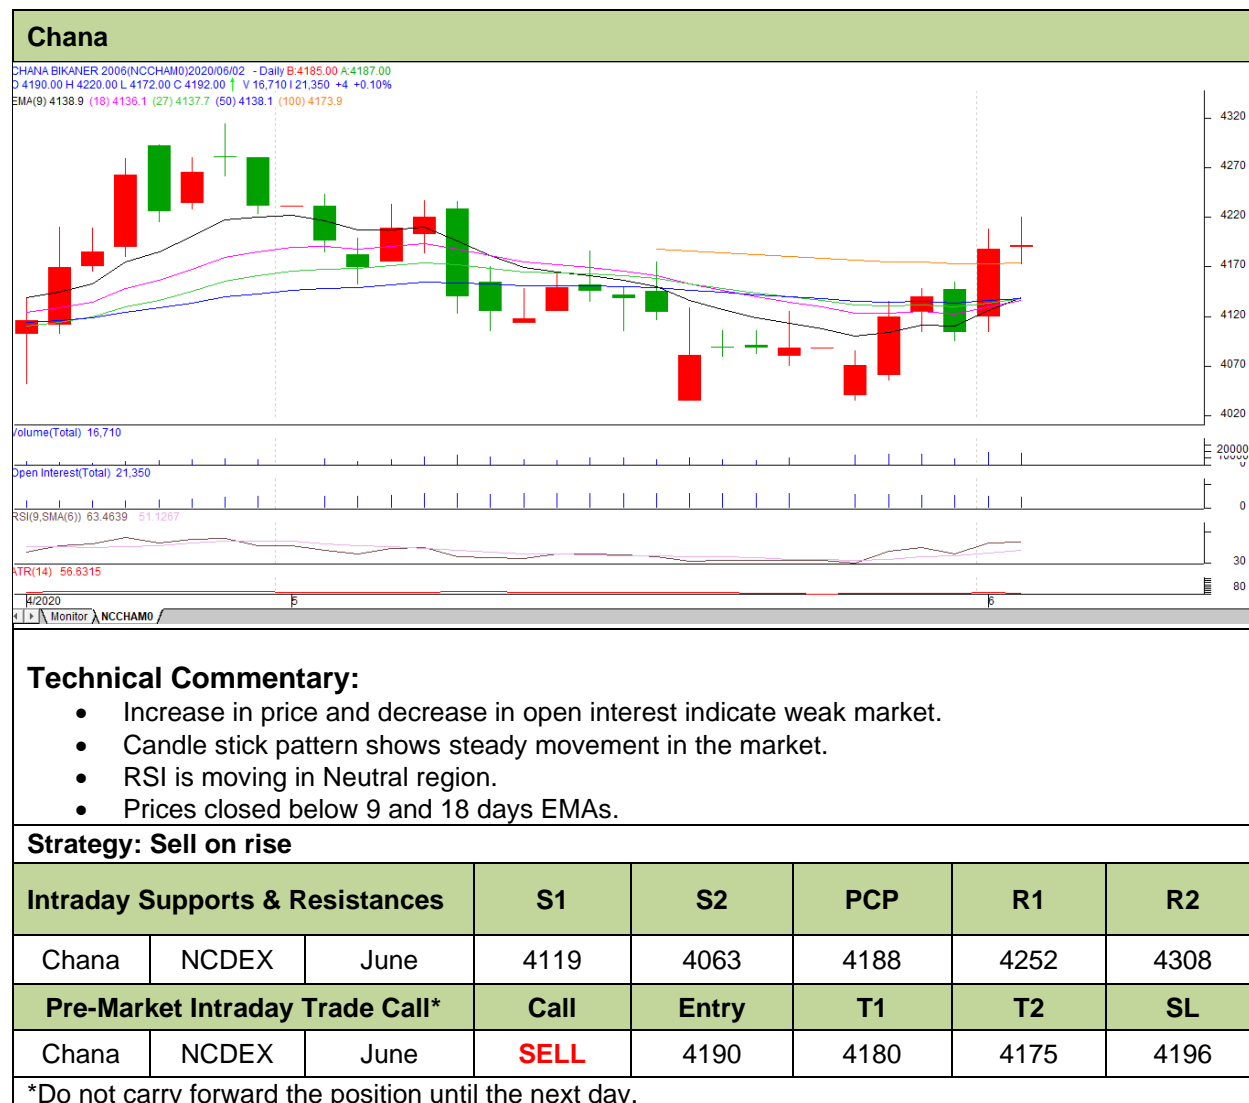 Chana
CHANA BIKANER 2006(NCCHAM0)2020/06/02 - Daily B:4185.00 A:4187.00
O 4190.00 H 4220.00 L 4172.00 C 4192.00 ↑ V 16,710 I 21,350 +4 +0.10%
EMA(9) 4138.9 (18) 4136.1 (27) 4137.7 (50) 4138.1 (100) 4173.9
4320
4270
4220
4170
4120
4070
4020
Volume(Total) 16,710
20000
10000
0
Open Interest(Total) 21,350
0
RSI(9,SMA(6)) 63.4639 51.1267
30
ATR(14) 56.6315
80
4/2020 5 6
Monitor NCCHAM0
Technical Commentary:
• Increase in price and decrease in open interest indicate weak market.
• Candle stick pattern shows steady movement in the market.
• RSI is moving in Neutral region.
• Prices closed below 9 and 18 days EMAs.
Strategy: Sell on rise
Intraday Supports & Resistances S1 S2 PCP R1 R2
Chana NCDEX June 4119 4063 4188 4252 4308
Pre-Market Intraday Trade Call* Call Entry T1 T2 SL
Chana NCDEX June SELL 4190 4180 4175 4196
*Do not carry forward the position until the next day.